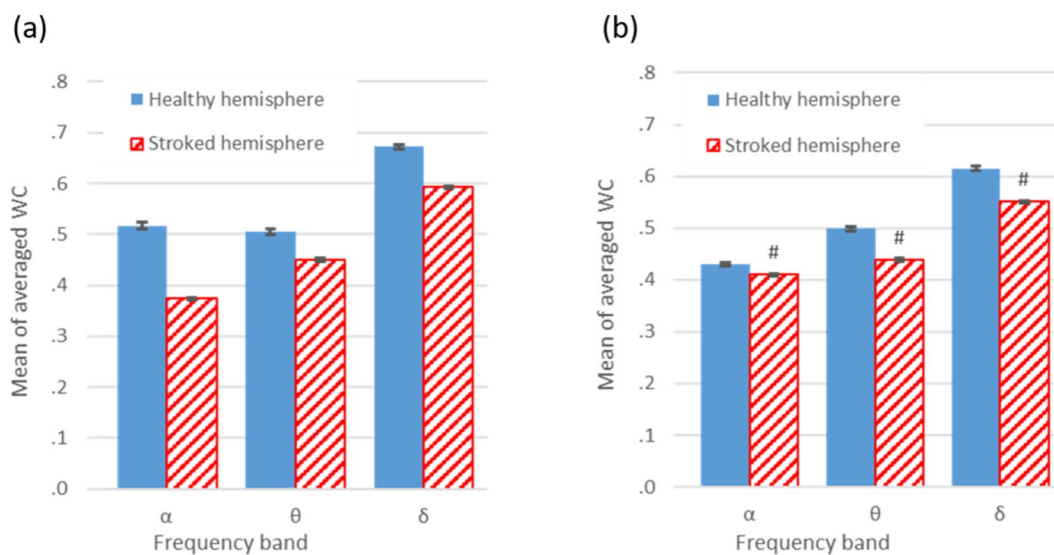 (a)
.8
Healthy hemisphere
.7
Stroked hemisphere
.6
.5
.4
.3
.2
.1
.0
Mean of averaged WC
α θ δ
Frequency band
(b)
.8
Healthy hemisphere
.7
Stroked hemisphere
.6
.5
.4
.3
.2
.1
.0
Mean of averaged WC
# # #
α θ δ
Frequency band